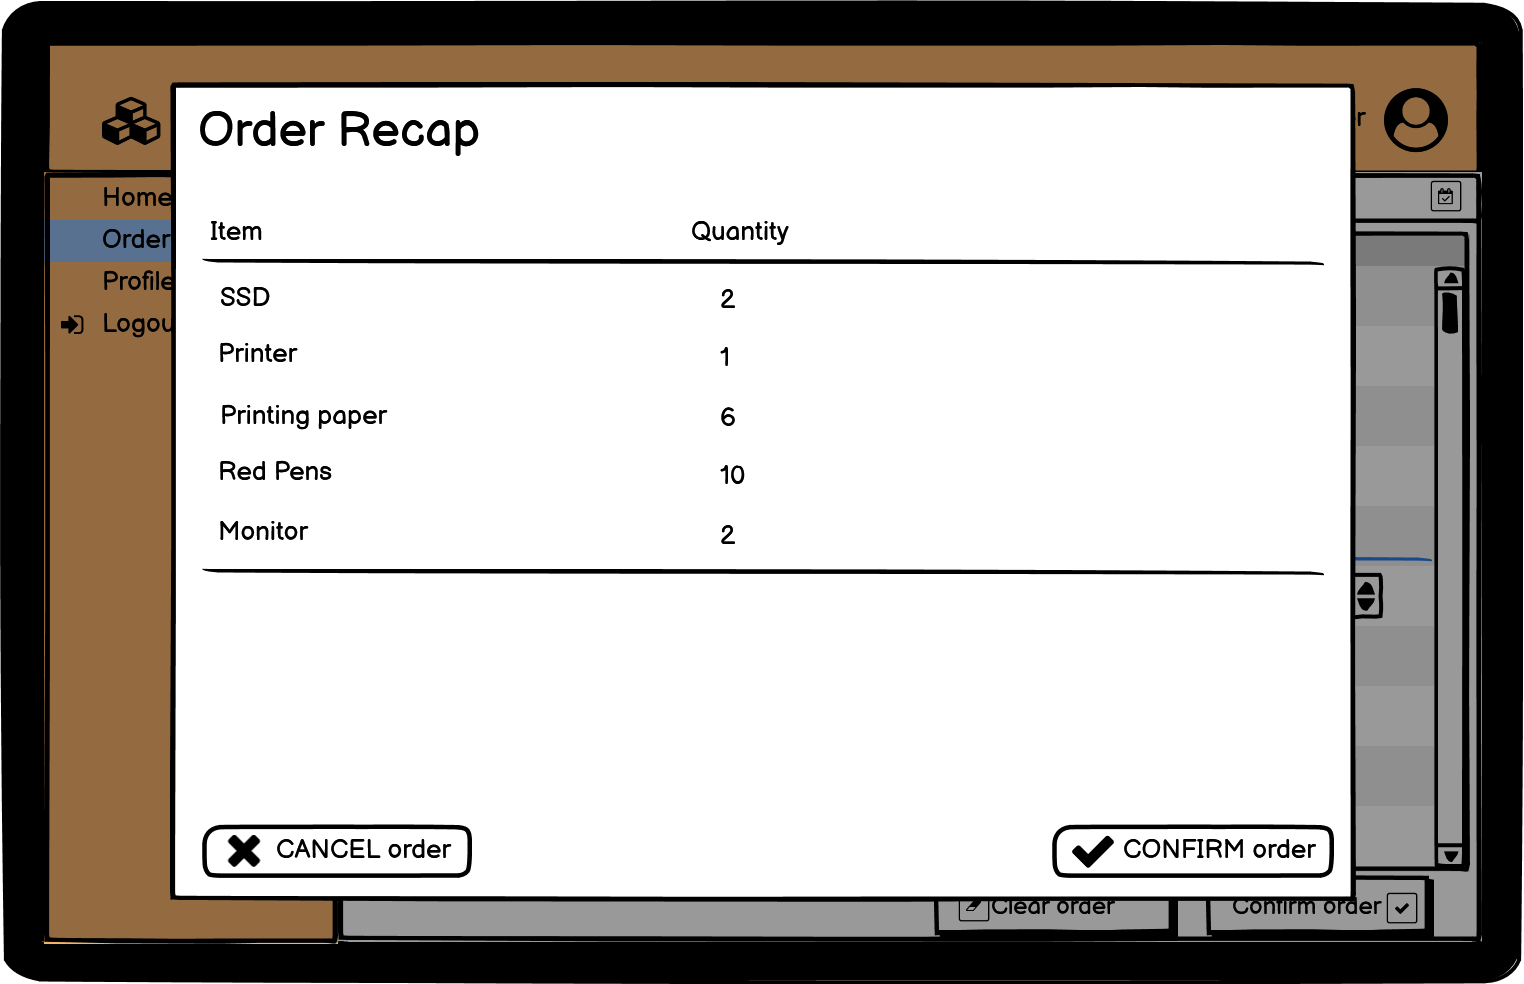 Order Recap
r
Home
Order
Profile
Logou
Item Quantity
SSD 2
Printer 1
Printing paper 6
Red Pens 10
Monitor 2
CANCEL order CONFIRM order
Clear order Confirm order